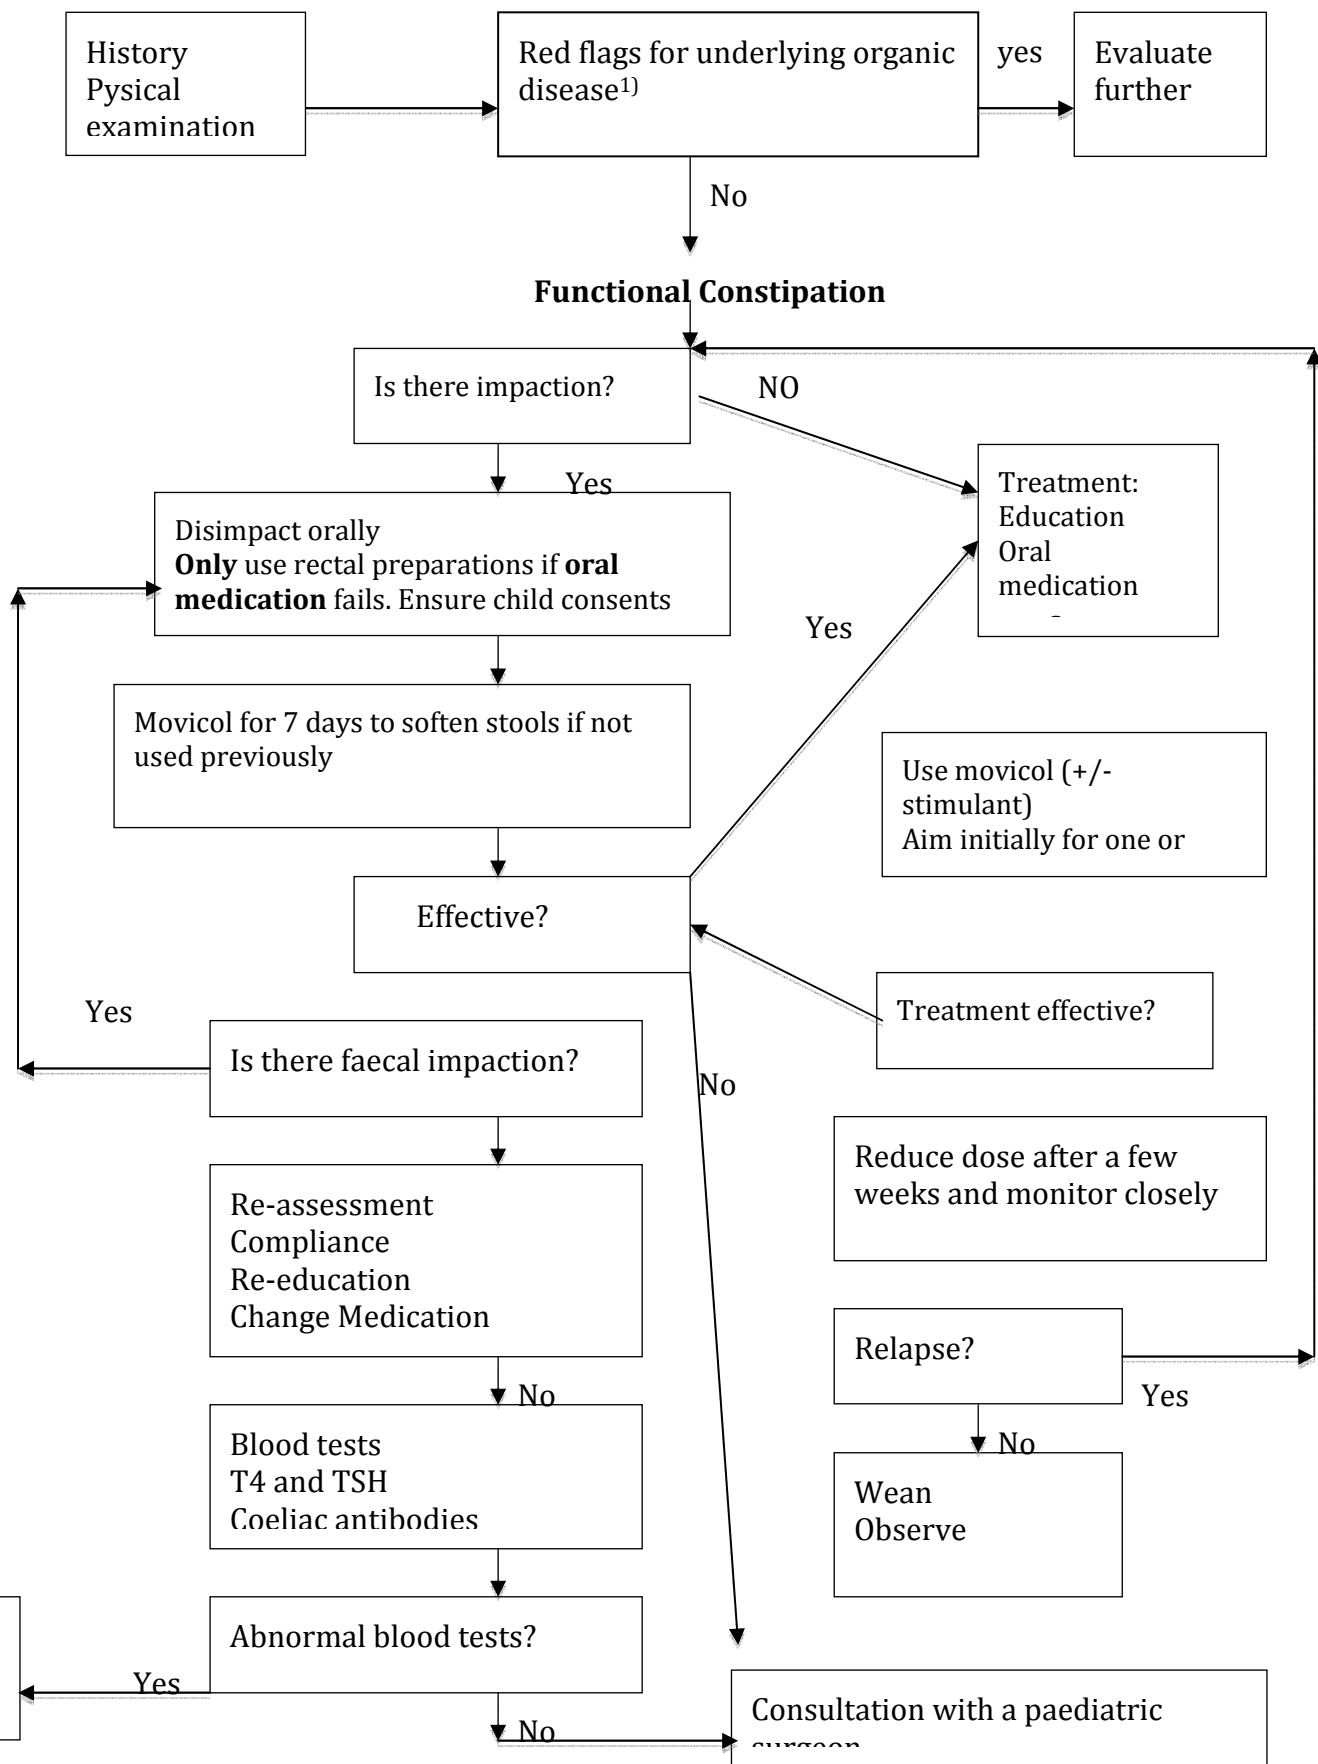 History
Pysical
examination
Red flags for underlying organic
disease1)
yes
Evaluate
further
No
Functional Constipation
Is there impaction?
NO
Yes
Treatment:
Education
Oral
medication
Disimpact orally
Only use rectal preparations if oral
medication fails. Ensure child consents
Yes
Movicol for 7 days to soften stools if not
used previously
Use movicol (+/-
stimulant)
Aim initially for one or
Effective?
Treatment effective?
Yes
Is there faecal impaction?
No
Reduce dose after a few
weeks and monitor closely
Re-assessment
Compliance
Re-education
Change Medication
Relapse?
Yes
No
No
Blood tests
T4 and TSH
Coeliac antibodies
Wean
Observe
Abnormal blood tests?
Yes
No
Consultation with a paediatric
surgeon